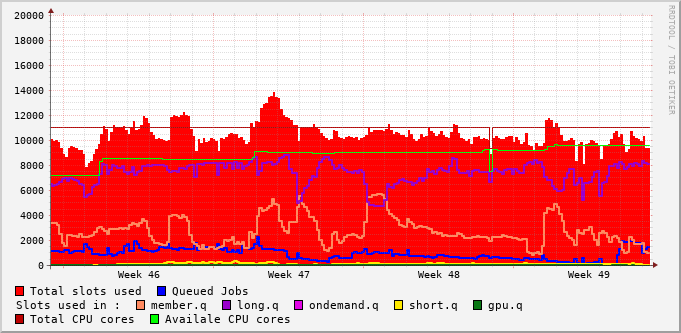 20000
18000
16000
14000
12000
10000
8000
6000
4000
2000
0
Week 46 Week 47 Week 48 Week 49
Total slots used Queued Jobs
Slots used in : member.q long.q ondemand.q short.q gpu.q
Total CPU cores Availale CPU cores
RRDTOOL / TOBI OETIKER